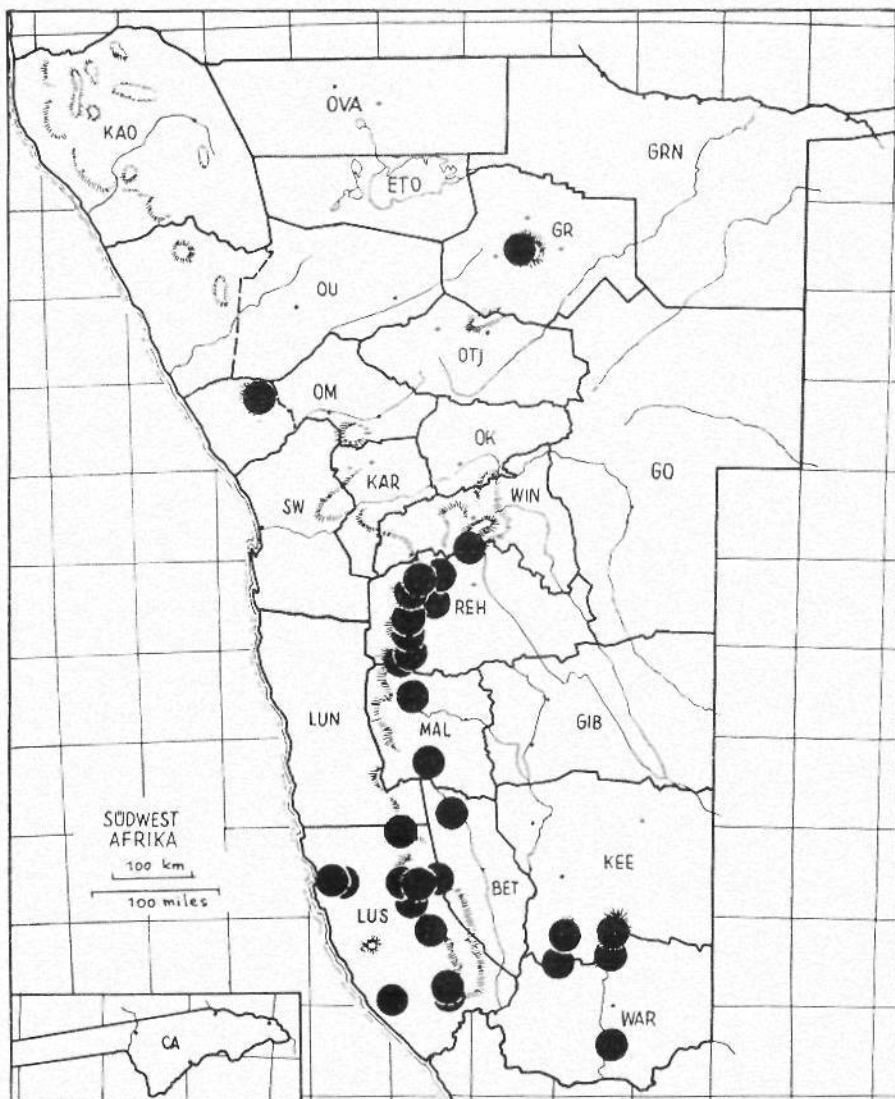 OVA
KAO
GRN
ETO
GR
OU
OTJ
OM
OK
GO
KAR
WIN
SW
REH
LUN
MAL
GIB
SÜDWEST
AFRIKA
100 km
100 miles
KEE
BET
LUS
WAR
CA